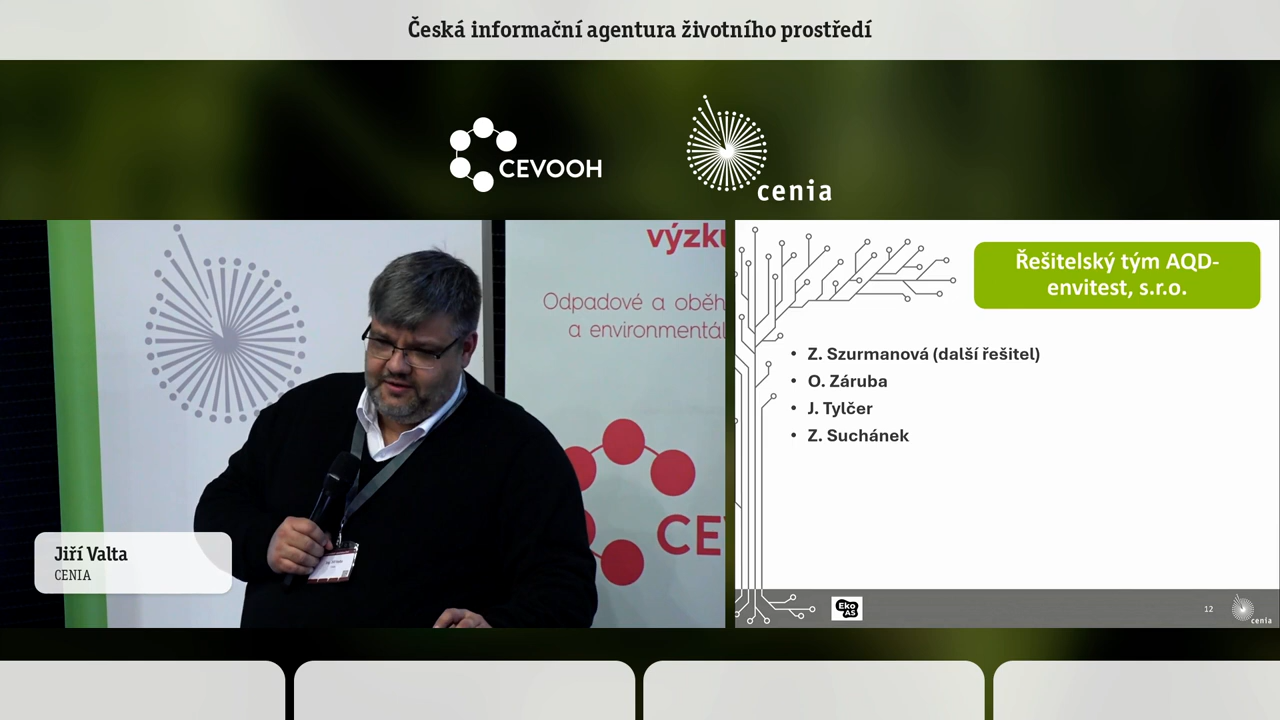 Česká informační agentura životního prostředí
CEVOOH
cenia
výzku
Odpadové a oběh
a environmentál
CE
Jiří Valta
CENIA
Řešitelský tým AQD-
envitest, s.r.o.
• Z. Szurmanová (další řešitel)
• O. Záruba
• J. Tylčer
• Z. Suchánek
Eko
AS
12
cenia